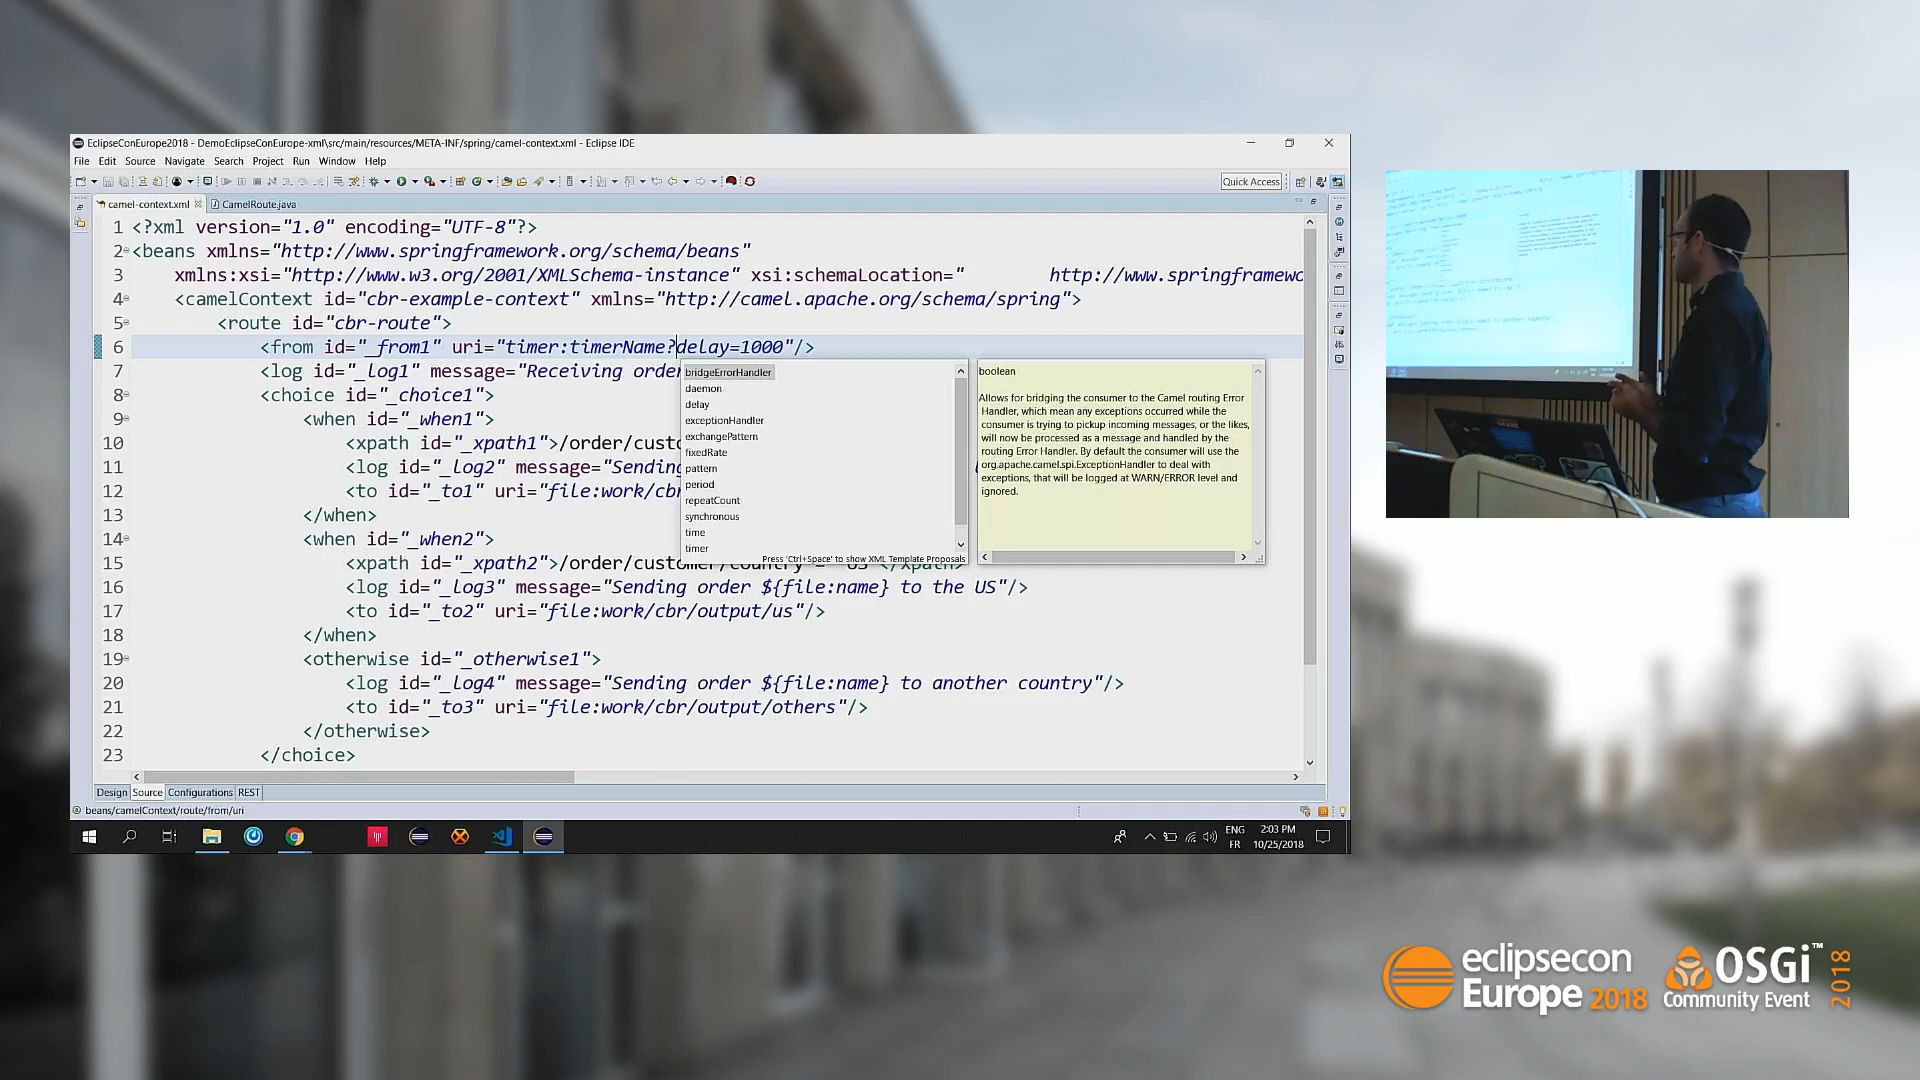 EclipseConEurope2018 - DemoEclipseConEurope-xml\src/main/resources/META-INF/spring/camel-context.xml - Eclipse IDE
File Edit Source Navigate Search Project Run Window Help
Quick Access
camel-context.xml
CamelRoute.java
1 <?xml version="1.0" encoding="UTF-8"?>
2 <beans xmlns="http://www.springframework.org/schema/beans"
3 xmlns:xsi="http://www.w3.org/2001/XMLSchema-instance" xsi:schemaLocation=" http://www.springframewo
4 <camelContext id="cbr-example-context" xmlns="http://camel.apache.org/schema/spring">
5 <route id="cbr-route">
6 <from id="_from1" uri="timer:timerName?delay=1000"/>
7 <log id="_log1" message="Receiving order
8 <choice id="_choice1">
9 <when id="_when1">
10 <xpath id="_xpath1">/order/custo
11 <log id="_log2" message="Sending
12 <to id="_to1" uri="file:work/cbr
13 </when>
14 <when id="_when2">
15 <xpath id="_xpath2">/order/customer/country = 'US'</xpath>
16 <log id="_log3" message="Sending order ${file:name} to the US"/>
17 <to id="_to2" uri="file:work/cbr/output/us"/>
18 </when>
19 <otherwise id="_otherwise1">
20 <log id="_log4" message="Sending order ${file:name} to another country"/>
21 <to id="_to3" uri="file:work/cbr/output/others"/>
22 </otherwise>
23 </choice>
bridgeErrorHandler
daemon
delay
exceptionHandler
exchangePattern
fixedRate
pattern
period
repeatCount
synchronous
time
timer
Press 'Ctrl+Space' to show XML Template Proposals
boolean
Allows for bridging the consumer to the Camel routing Error
Handler, which mean any exceptions occurred while the
consumer is trying to pickup incoming messages, or the likes,
will now be processed as a message and handled by the
routing Error Handler. By default the consumer will use the
org.apache.camel.spi.ExceptionHandler to deal with
exceptions, that will be logged at WARN/ERROR level and
ignored.
Design Source Configurations REST
beans/camelContext/route/from/uri
ENG
FR
2:03 PM
10/25/2018
eclipsecon
Europe 2018
OSGi™
Community Event
2018